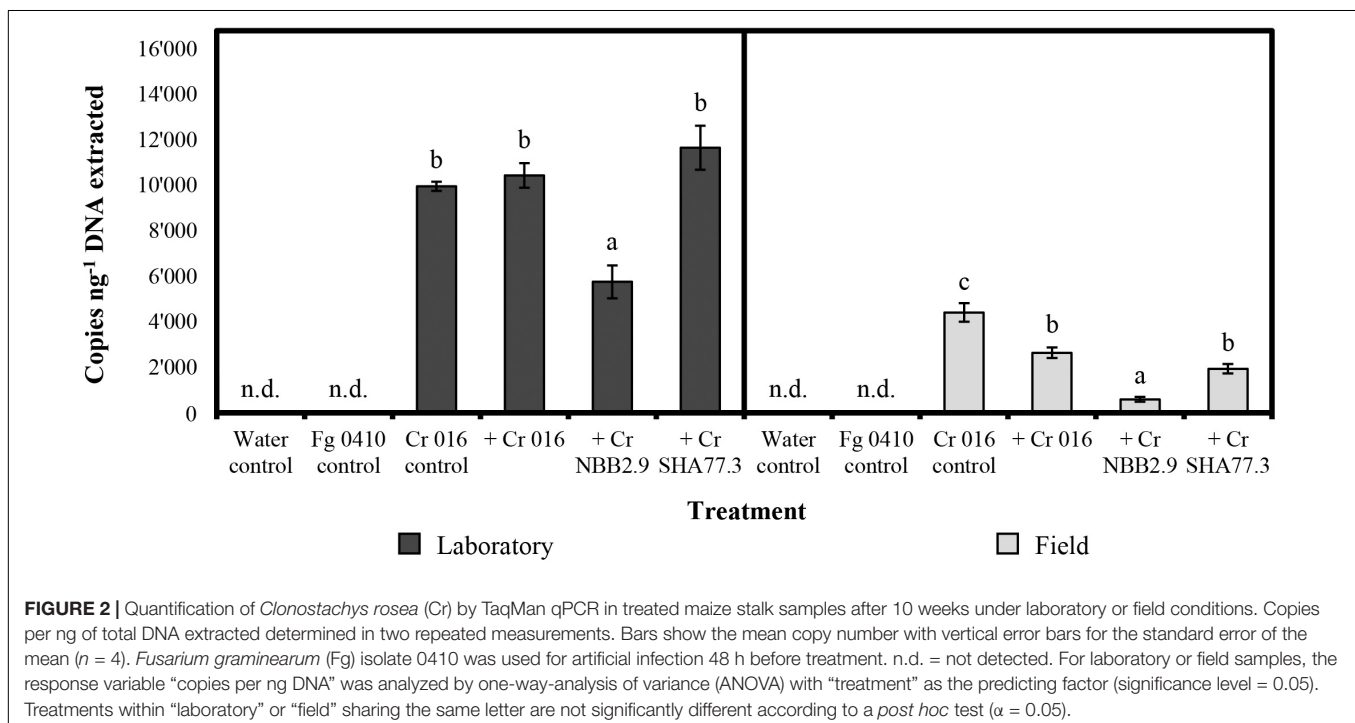 Copies ng⁻¹ DNA extracted
16'000
14'000
12'000
10'000
8'000
6'000
4'000
2'000
0
n.d. n.d. b b a b n.d. n.d. c b a b
Water control Fg 0410 control Cr 016 control + Cr 016 + Cr NBB2.9 + Cr SHA77.3 Water control Fg 0410 control Cr 016 control + Cr 016 + Cr NBB2.9 + Cr SHA77.3
Treatment
Laboratory Field
FIGURE 2 | Quantification of Clonostachys rosea (Cr) by TaqMan qPCR in treated maize stalk samples after 10 weeks under laboratory or field conditions. Copies
per ng of total DNA extracted determined in two repeated measurements. Bars show the mean copy number with vertical error bars for the standard error of the
mean (n = 4). Fusarium graminearum (Fg) isolate 0410 was used for artificial infection 48 h before treatment. n.d. = not detected. For laboratory or field samples, the
response variable “copies per ng DNA” was analyzed by one-way-analysis of variance (ANOVA) with “treatment” as the predicting factor (significance level = 0.05).
Treatments within “laboratory” or “field” sharing the same letter are not significantly different according to a post hoc test (α = 0.05).